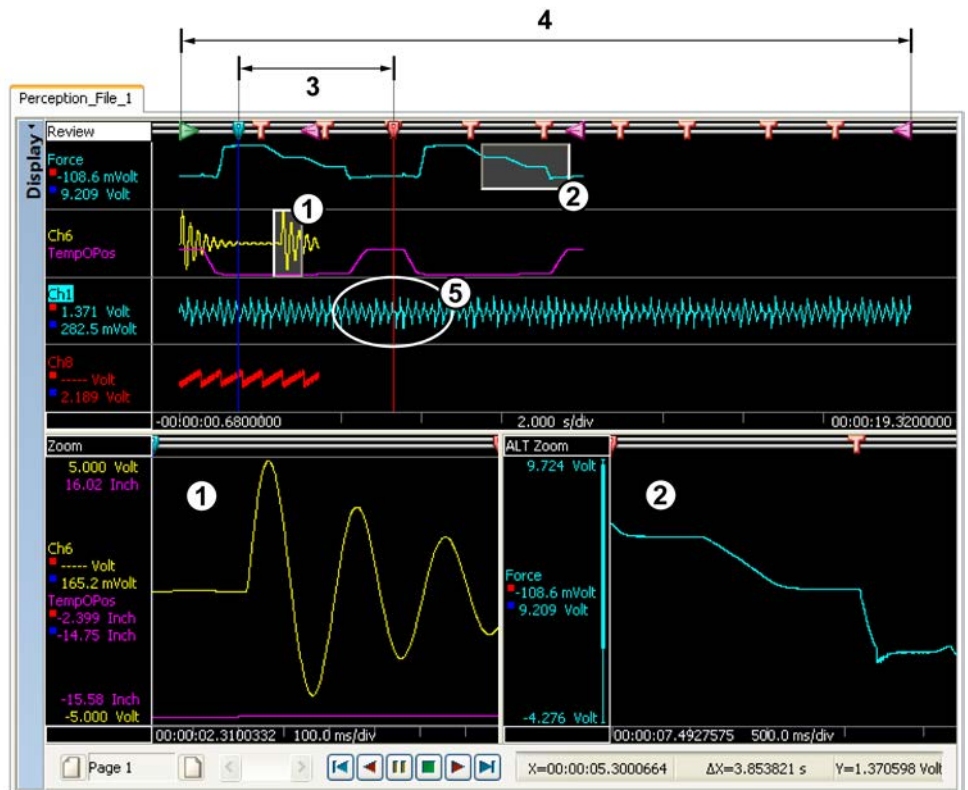 4
3
Perception_File_1
Display
Review
Force
-108.6 mVolt
9.209 Volt
2
1
Ch6
TempOPos
Ch1
1.371 Volt
282.5 mVolt
5
Ch8
----- Volt
2.189 Volt
-00:00:00.6800000 2.000 s/div 00:00:19.3200000
Zoom
5.000 Volt
16.02 Inch
1
Ch6
----- Volt
165.2 mVolt
TempOPos
-2.399 Inch
-14.75 Inch
-15.58 Inch
-5.000 Volt
00:00:02.3100332 100.0 ms/div
ALT Zoom
9.724 Volt
2
Force
-108.6 mVolt
9.209 Volt
-4.276 Volt
00:00:07.4927575 500.0 ms/div
Page 1
X=00:00:05.3000664 ΔX=3.853821 s Y=1.370598 Volt